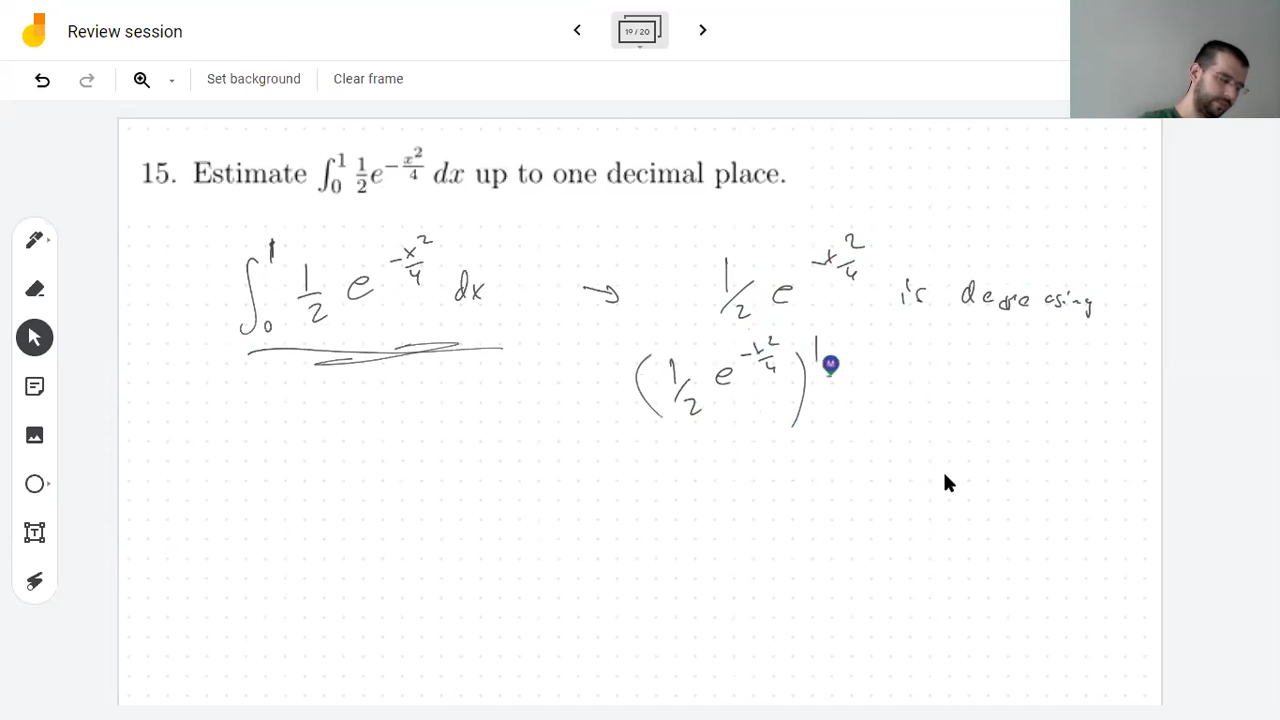 Review session
19 / 20
Set background
Clear frame
15. Estimate ∫₀¹ ½e^(−x²/4) dx up to one decimal place.
∫₀¹ 1/2 e^(−x²/4) dx → 1/2 e^(−x²/4) is decreasing
(1/2 e^(−x²/4))'
M
T